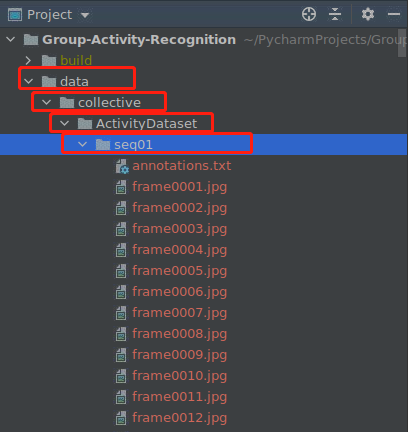 Project
Group-Activity-Recognition ~/PycharmProjects/Grou
build
data
collective
ActivityDataset
seq01
annotations.txt
frame0001.jpg
frame0002.jpg
frame0003.jpg
frame0004.jpg
frame0005.jpg
frame0006.jpg
frame0007.jpg
frame0008.jpg
frame0009.jpg
frame0010.jpg
frame0011.jpg
frame0012.jpg